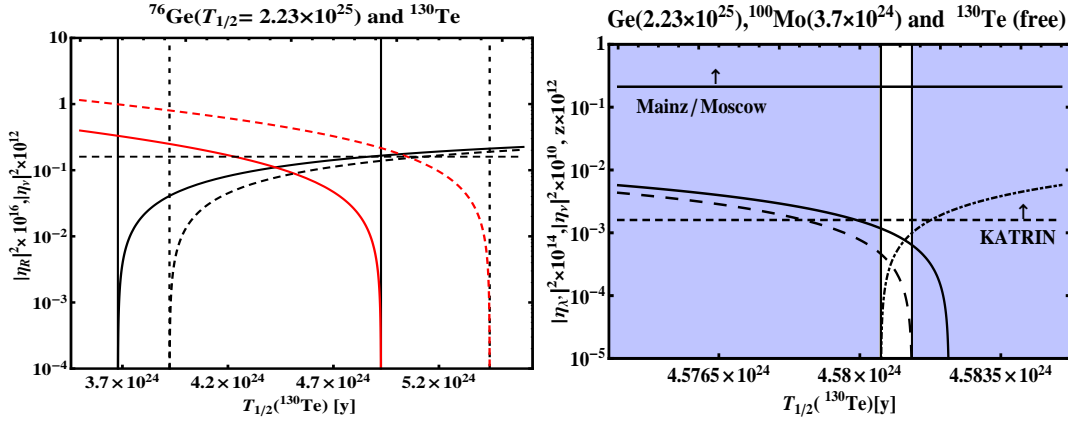 ⁷⁶Ge(T₁/₂= 2.23×10²⁵) and ¹³⁰Te
|η_R|²× 10¹⁶,|η_ν|²×10¹²
10
1
10⁻¹
10⁻²
10⁻³
10⁻⁴
3.7×10²⁴
4.2×10²⁴
4.7×10²⁴
5.2×10²⁴
T₁/₂(¹³⁰Te) [y]
Ge(2.23×10²⁵),¹⁰⁰Mo(3.7×10²⁴) and ¹³⁰Te (free)
|η_λ'|²×10¹⁴,|η_ν|²×10¹⁰, z×10¹²
1
10⁻¹
10⁻²
10⁻³
10⁻⁴
10⁻⁵
↑
Mainz/Moscow
↑
KATRIN
4.5765×10²⁴
4.58×10²⁴
4.5835×10²⁴
T₁/₂(¹³⁰Te)[y]